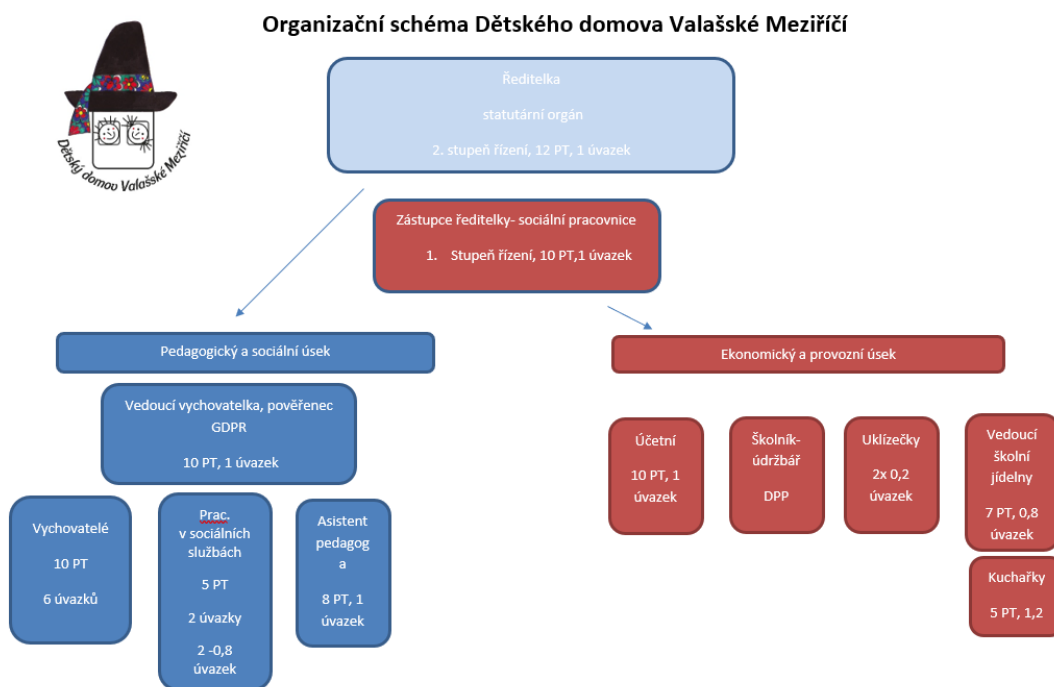 Organizační schéma Dětského domova Valašské Meziříčí
Dětský domov Valašské Meziříčí
Ředitelka
statutární orgán
2. stupeň řízení, 12 PT, 1 úvazek
Zástupce ředitelky- sociální pracovnice
1. Stupeň řízení, 10 PT,1 úvazek
Pedagogický a sociální úsek
Vedoucí vychovatelka, pověřenec
GDPR
10 PT, 1 úvazek
Vychovatelé
10 PT
6 úvazků
Prac.
v sociálních
službách
5 PT
2 úvazky
2 -0,8
úvazek
Asistent
pedagog
a
8 PT, 1
úvazek
Ekonomický a provozní úsek
Účetní
10 PT, 1
úvazek
Školník-
údržbář
DPP
Uklízečky
2x 0,2
úvazek
Vedoucí
školní
jídelny
7 PT, 0,8
úvazek
Kuchařky
5 PT, 1,2